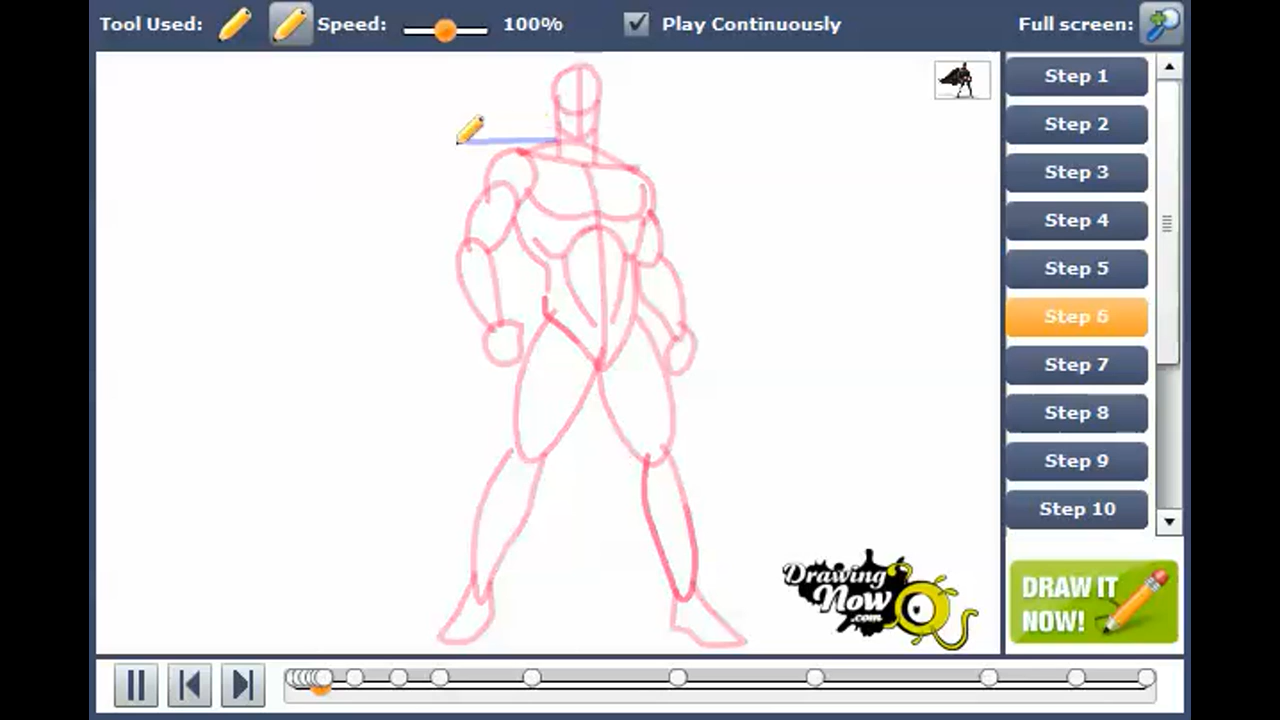 Tool Used: Speed: 100% Play Continuously Full screen:
Step 1
Step 2
Step 3
Step 4
Step 5
Step 6
Step 7
Step 8
Step 9
Step 10
Drawing
Now
.com
DRAW IT
NOW!